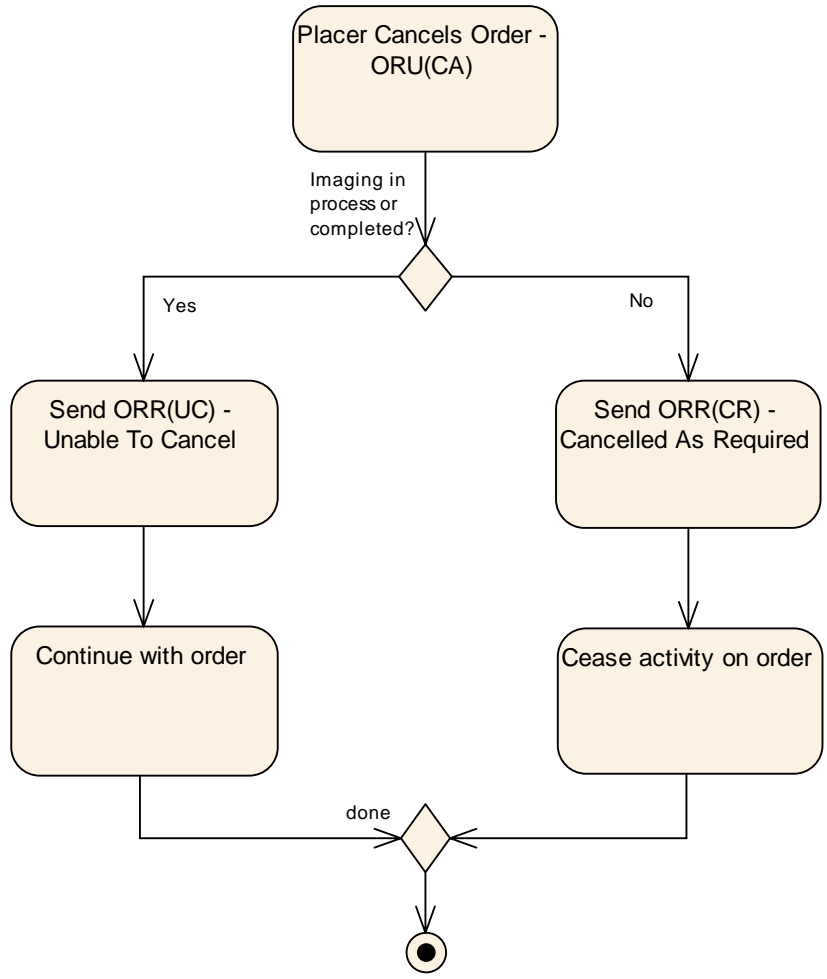 Placer Cancels Order -
ORU(CA)
Imaging in
process or
completed?
Yes
No
Send ORR(UC) -
Unable To Cancel
Send ORR(CR) -
Cancelled As Required
Continue with order
Cease activity on order
done